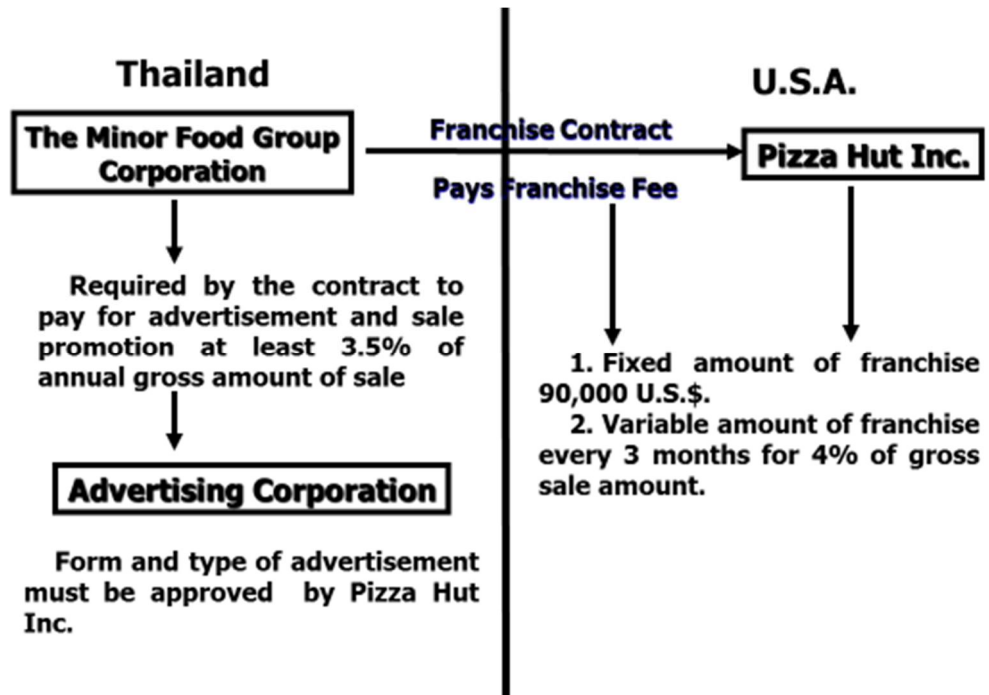 Thailand
The Minor Food Group
Corporation
Required by the contract to
pay for advertisement and sale
promotion at least 3.5% of
annual gross amount of sale
Advertising Corporation
Form and type of advertisement
must be approved by Pizza Hut
Inc.
Franchise Contract
Pays Franchise Fee
U.S.A.
Pizza Hut Inc.
1. Fixed amount of franchise
90,000 U.S.$.
2. Variable amount of franchise
every 3 months for 4% of gross
sale amount.